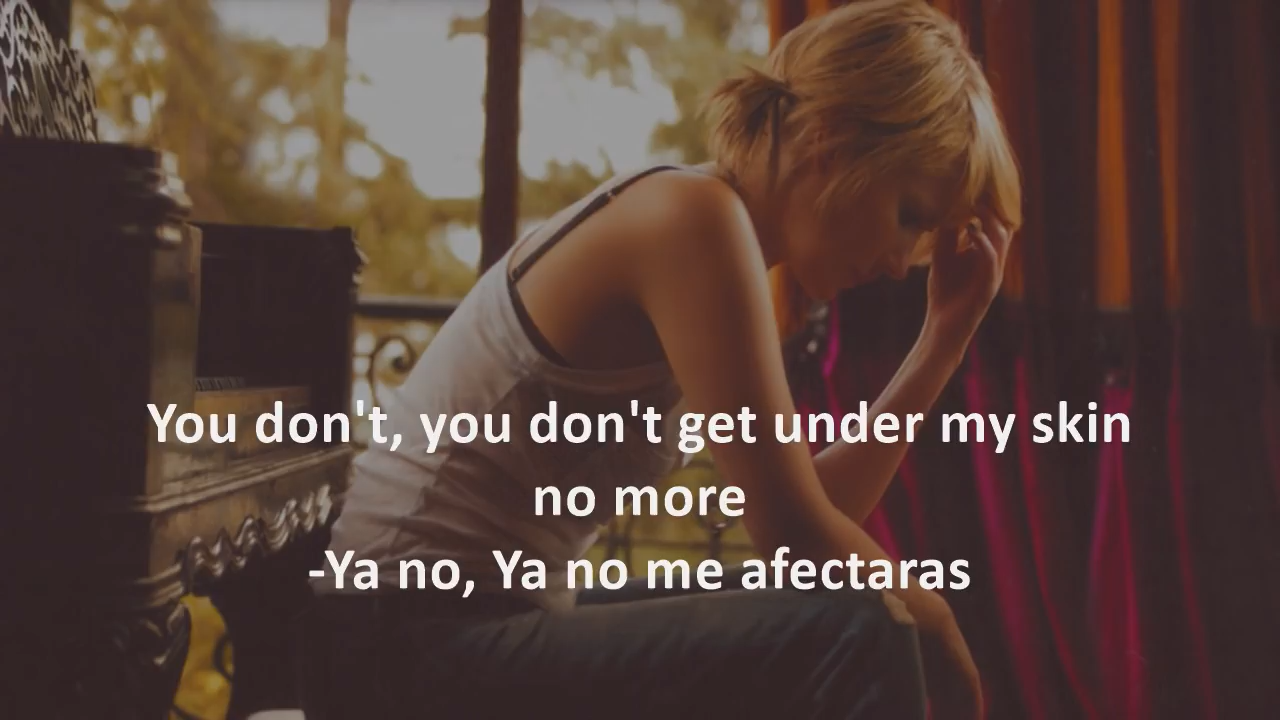 You don't, you don't get under my skin
no more
-Ya no, Ya no me afectaras